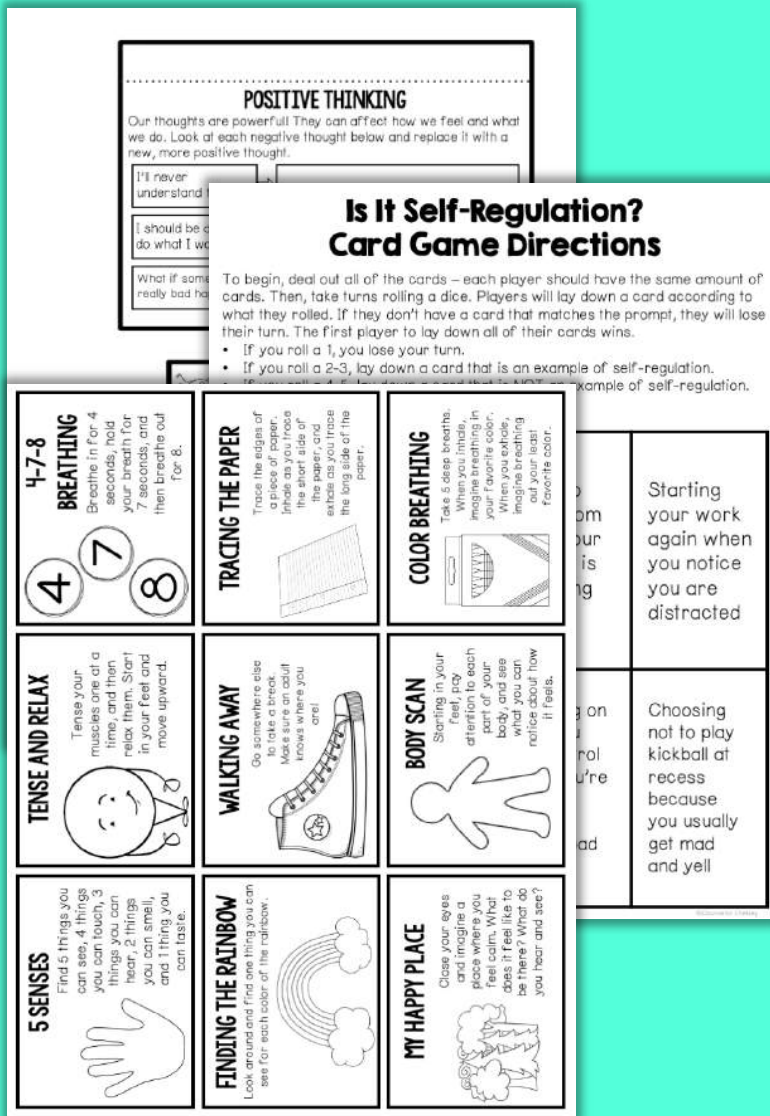 POSITIVE THINKING
Our thoughts are powerful! They can affect how we feel and what
we do. Look at each negative thought below and replace it with a
new, more positive thought.
I'll never
understand
I should be
do what I
What if
really bad
Is It Self-Regulation?
Card Game Directions
To begin, deal out all of the cards – each player should have the same amount of
cards. Then, take turns rolling a dice. Players will lay down a card according to
what they rolled. If they don't have a card that matches the prompt, they will lose
their turn. The first player to lay down all of their cards wins.
• If you roll a 1, you lose your turn.
• If you roll a 2-3, lay down a card that is an example of self-regulation.
• If you roll a 4-5, lay down a card that is NOT an example of self-regulation.
is
Starting
your work
again when
you notice
you are
distracted
on
Choosing
not to play
kickball at
recess
because
you usually
get mad
and yell
4-7-8
BREATHING
Breathe in for 4
seconds, hold
your breath for
7 seconds, and
then breathe out
for 8.
4
7
8
TRACING THE PAPER
Trace the edges of
a piece of paper.
Inhale as you trace
the short side of
the paper, and
exhale as you trace
the long side of the
paper.
COLOR BREATHING
Take 5 deep breaths.
When you inhale,
imagine breathing in
your favorite color.
When you exhale,
imagine breathing
out your least
favorite color.
TENSE AND RELAX
Tense your
muscles one at a
time, and then
relax them. Start
in your feet and
move upward.
WALKING AWAY
Go somewhere else
to take a break.
Make sure an adult
knows where you
are!
BODY SCAN
Starting in your
feet, pay
attention to each
part of your
body, and see
what you can
notice about how
it feels.
5 SENSES
Find 5 things you
can see, 4 things
you can touch, 3
things you can
hear, 2 things
you can smell,
and 1 thing you
can taste.
FINDING THE RAINBOW
Look around and find one thing you can
see for each color of the rainbow.
MY HAPPY PLACE
Close your eyes
and imagine a
place where you
feel calm. What
does it feel like to
be there? What do
you hear and see?